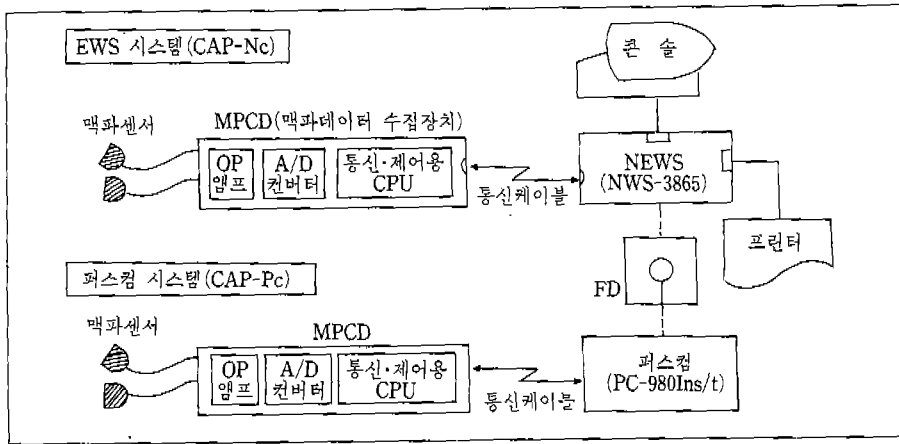 EWS 시스템(CAP-Nc)
콘 솔
맥파센서
MPCD(맥파데이터 수집장치)
OP
앰프
A/D
컨버터
통신·제어용
CPU
통신케이블
NEWS
(NWS-3865)
프린터
FD
퍼스컴 시스템(CAP-Pc)
맥파센서
MPCD
OP
앰프
A/D
컨버터
통신·제어용
CPU
통신케이블
퍼스컴
(PC-980Ins/t)